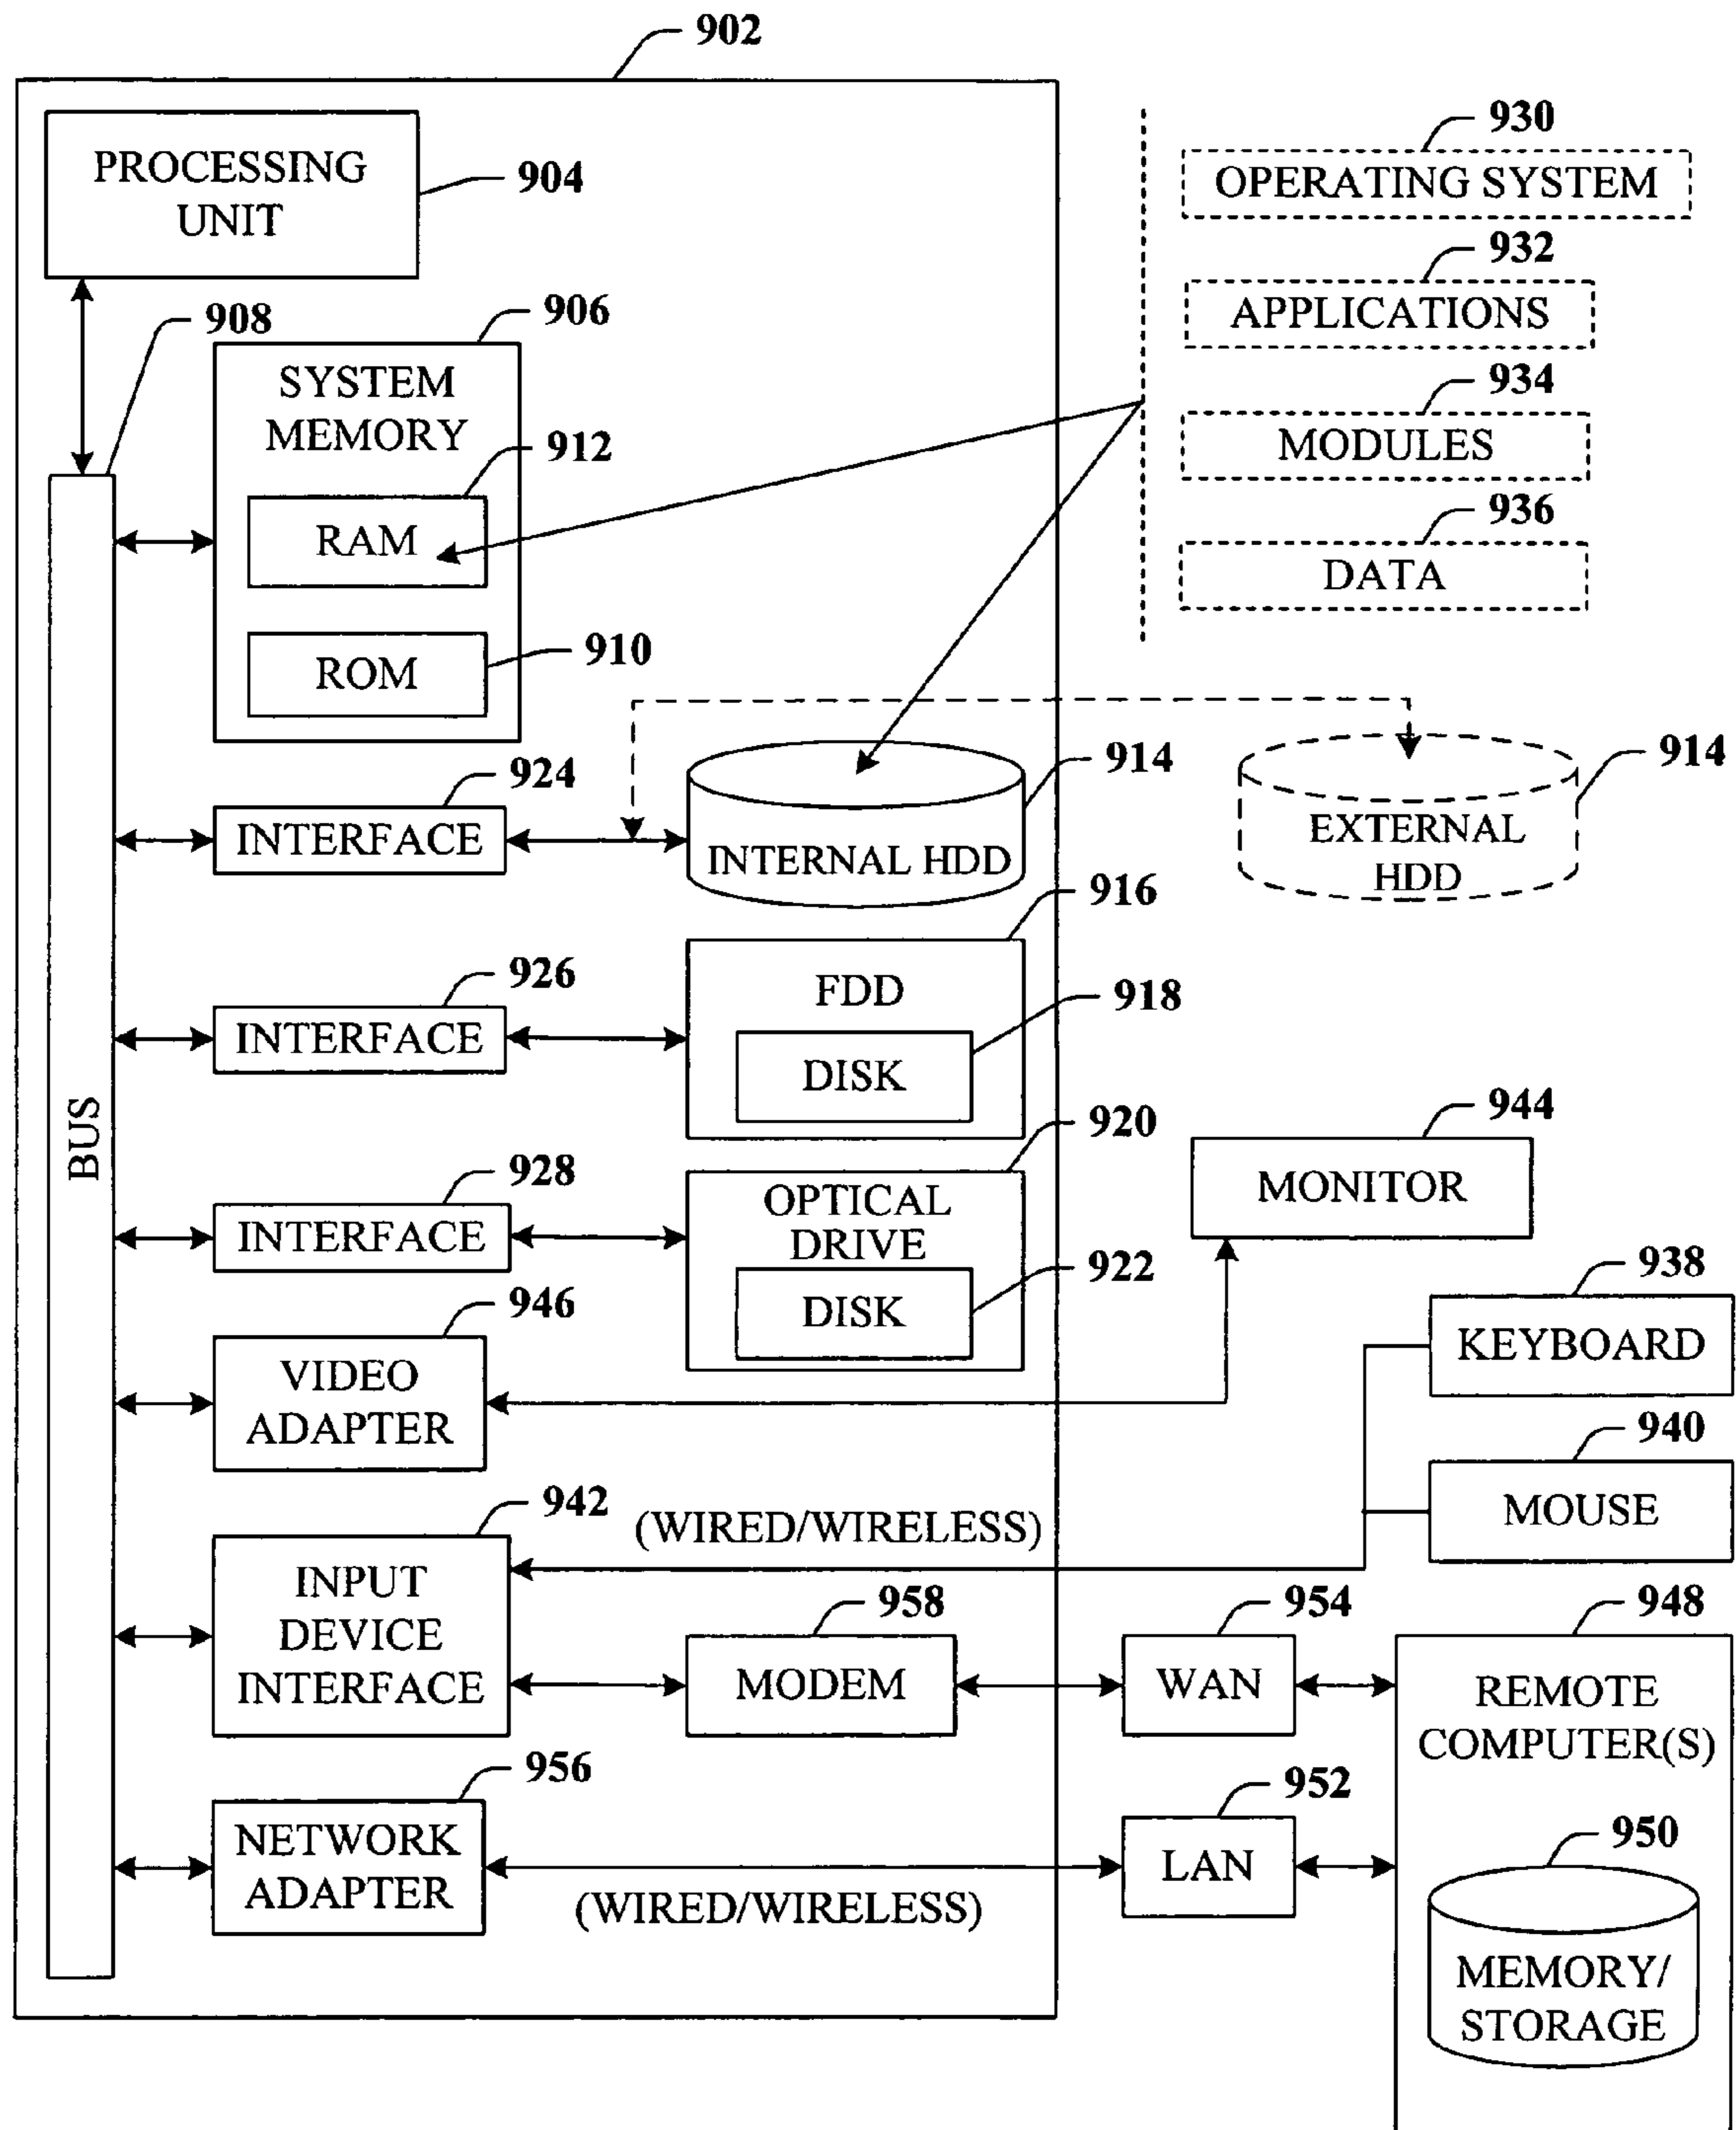 902
PROCESSING
UNIT
904
930
OPERATING SYSTEM
932
APPLICATIONS
934
MODULES
936
DATA
908
906
SYSTEM
MEMORY
912
RAM
910
ROM
924
INTERFACE
914
INTERNAL HDD
914
EXTERNAL
HDD
916
926
INTERFACE
FDD
918
DISK
BUS
920
928
INTERFACE
OPTICAL
DRIVE
922
DISK
944
MONITOR
946
VIDEO
ADAPTER
938
KEYBOARD
940
MOUSE
942
(WIRED/WIRELESS)
INPUT
DEVICE
INTERFACE
958
MODEM
954
WAN
948
REMOTE
COMPUTER(S)
956
NETWORK
ADAPTER
(WIRED/WIRELESS)
952
LAN
950
MEMORY/
STORAGE